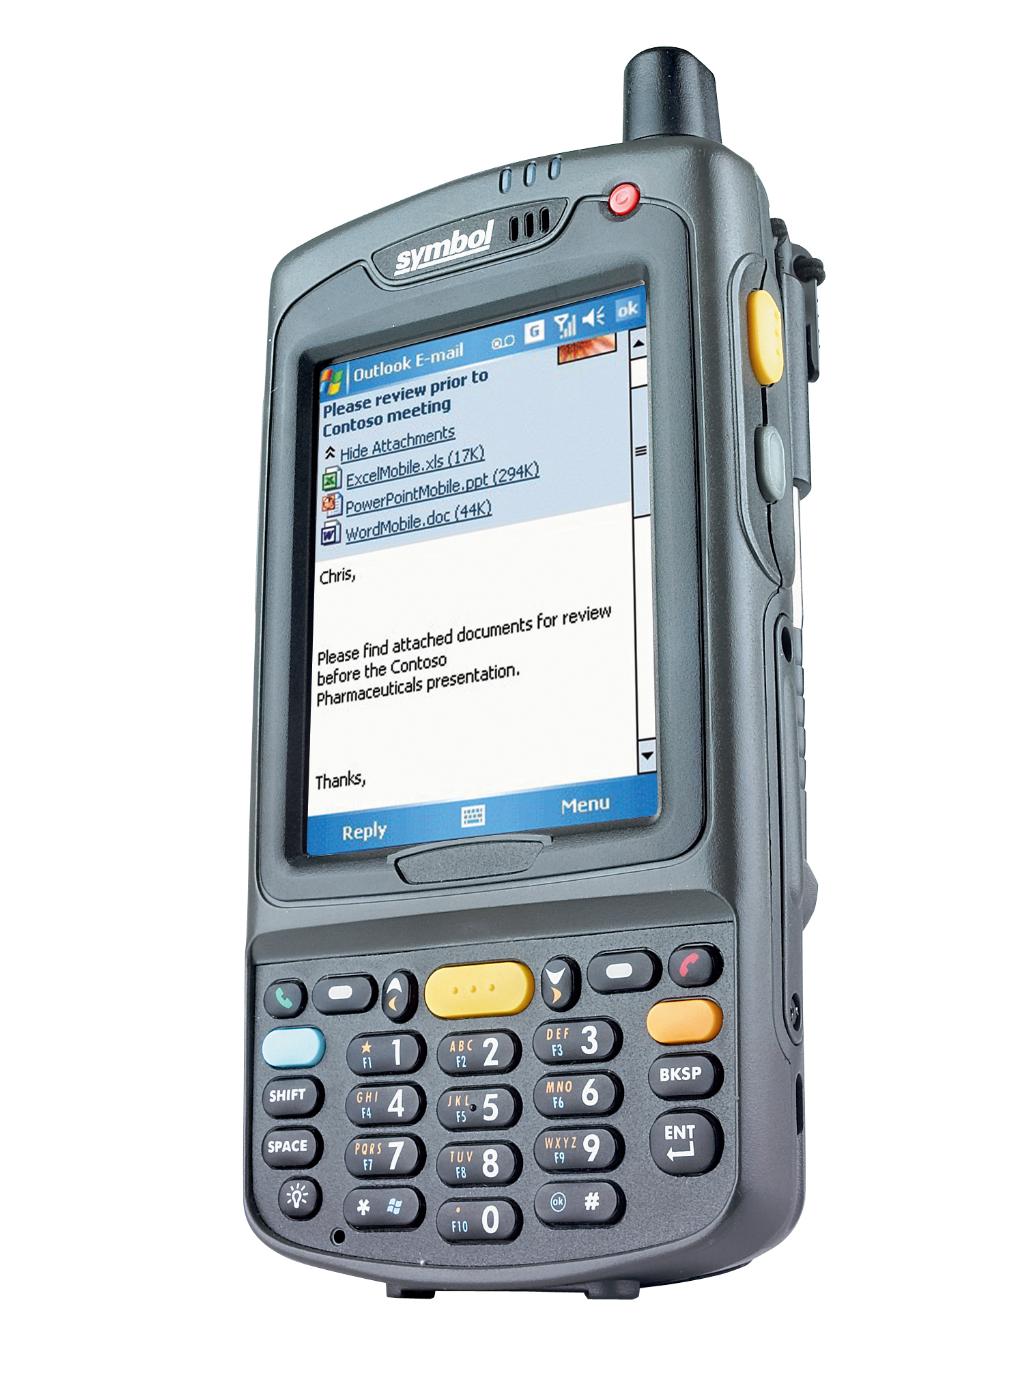 symbol
Outlook E-mail G ok
Please review prior to
Contoso meeting
Hide Attachments
ExcelMobile.xls (17K)
PowerPointMobile.ppt (294K)
WordMobile.doc (44K)
Chris,
Please find attached documents for review
before the Contoso
Pharmaceuticals presentation.
Thanks,
Reply Menu
★ F1 1
ABC F2 2
DEF F3 3
BKSP
SHIFT
GHI F4 4
JKL F5 5
MNO F6 6
SPACE
PQRS F7 7
TUV F8 8
WXYZ F9 9
ENT
*
. F10 0
ok #